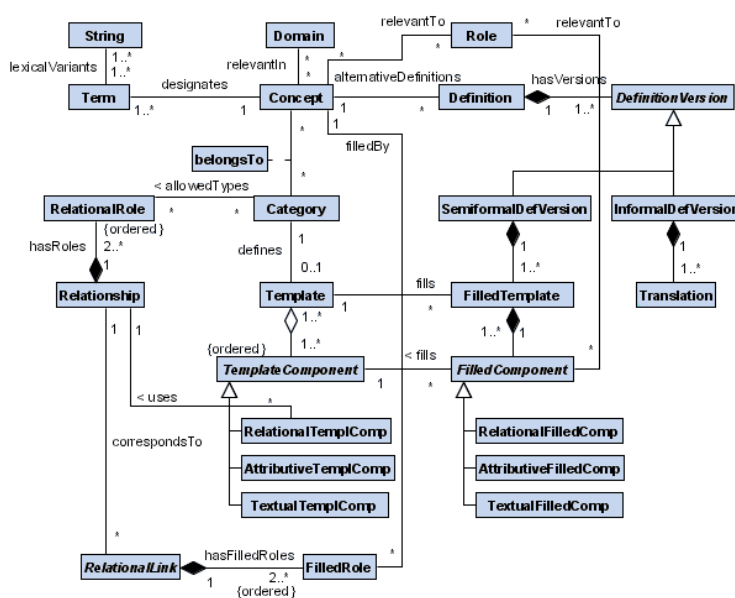 relevantTo
relevantTo
String
Domain
Role
*
1..*
*
*
*
lexicalVariants
1..*
relevantIn
*
alternativeDefinitions
hasVersions
designates
Term
Concept
Definition
DefinitionVersion
1..*
1
1
*
1
1..*
*
1
filledBy
belongsTo
*
< allowedTypes
RelationalRole
Category
SemiformalDefVersion
InformalDefVersion
{ordered}
*
*
hasRoles
2..*
1
1
1
1
defines
0..1
1..*
1..*
Relationship
Template
fills
FilledTemplate
Translation
1
1
1..*
1
*
1..*
1
{ordered}
1..*
< fills
*
TemplateComponent
FilledComponent
1
*
< uses
*
RelationalTemplComp
RelationalFilledComp
correspondsTo
AttributiveTemplComp
AttributiveFilledComp
TextualTemplComp
TextualFilledComp
*
hasFilledRoles
*
RelationalLink
FilledRole
1
2..*
{ordered}